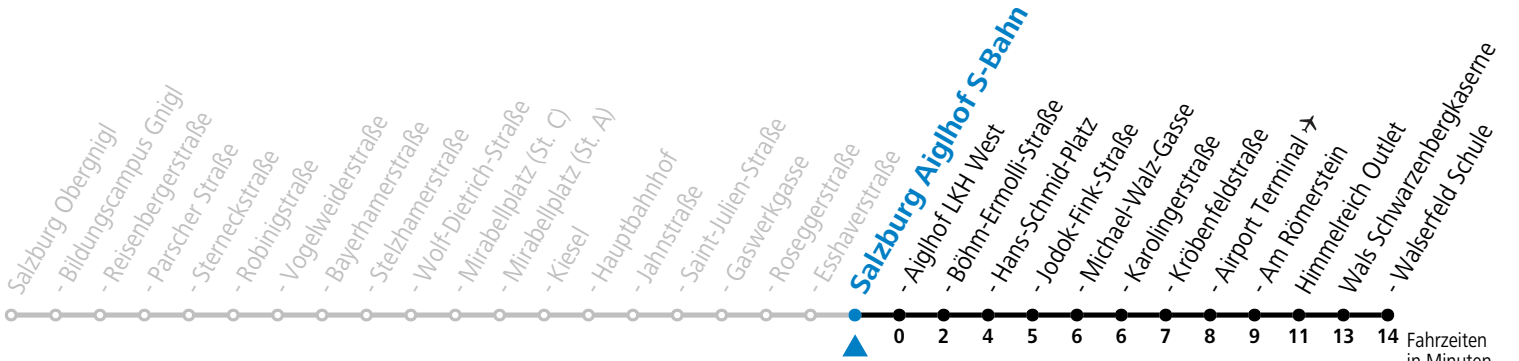 Salzburg Obergnigl
- Bildungscampus Gnigl
- Reisenbergerstraße
- Parscher Straße
- Sterneckstraße
- Robinigstraße
- Vogelweiderstraße
- Bayerhamerstraße
- Stelzhamerstraße
- Wolf-Dietrich-Straße
- Mirabellplatz (St. C)
- Mirabellplatz (St. A)
- Kiesel
- Hauptbahnhof
- Jahnstraße
- Saint-Julien-Straße
- Gaswerkgasse
- Roseggerstraße
- Esshaverstraße
Salzburg Aiglhof S-Bahn
- Aiglhof LKH West
- Böhm-Ermolli-Straße
- Hans-Schmid-Platz
- Jodok-Fink-Straße
- Michael-Walz-Gasse
- Karolingerstraße
- Kröbenfeldstraße
- Airport Terminal ✈
- Am Römerstein
Himmelreich Outlet
Wals Schwarzenbergkaserne
- Walserfeld Schule
0 2 4 5 6 6 7 8 9 11 13 14 Fahrzeiten
in Minuten